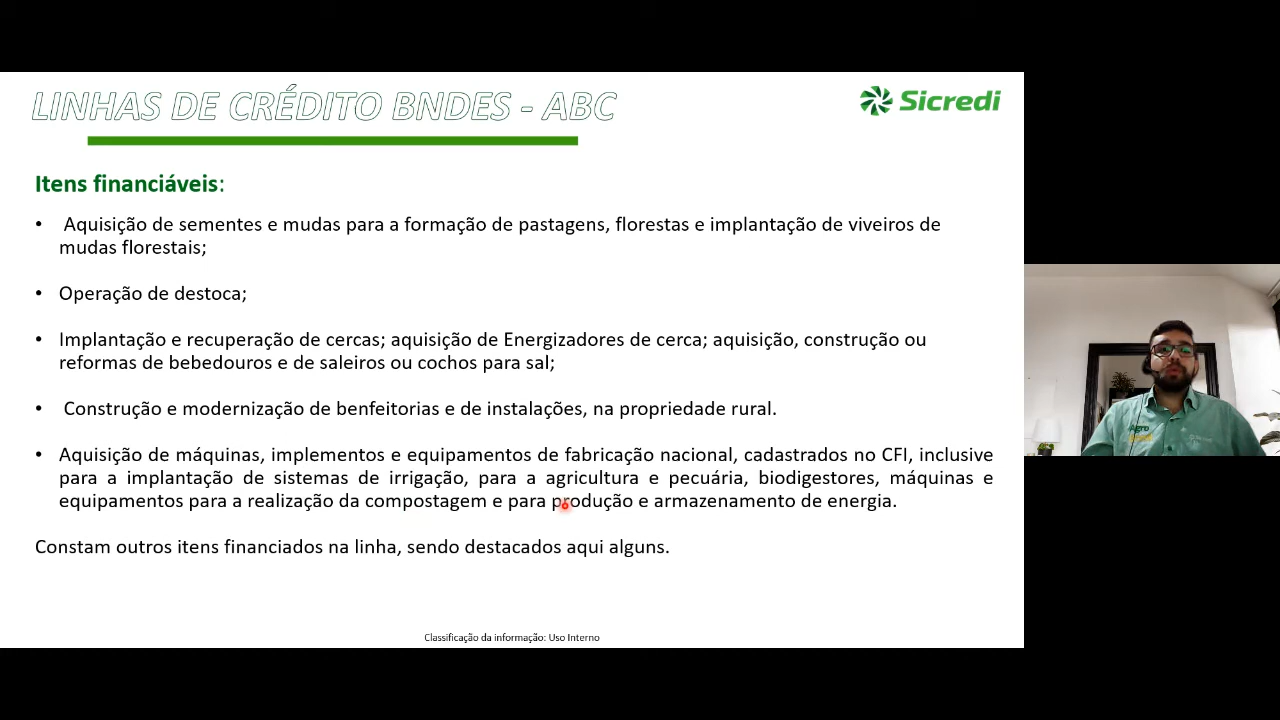 LINHAS DE CRÉDITO BNDES - ABC
Sicredi
Itens financiáveis:
• Aquisição de sementes e mudas para a formação de pastagens, florestas e implantação de viveiros de
mudas florestais;
• Operação de destoca;
• Implantação e recuperação de cercas; aquisição de Energizadores de cerca; aquisição, construção ou
reformas de bebedouros e de saleiros ou cochos para sal;
• Construção e modernização de benfeitorias e de instalações, na propriedade rural.
• Aquisição de máquinas, implementos e equipamentos de fabricação nacional, cadastrados no CFI, inclusive
para a implantação de sistemas de irrigação, para a agricultura e pecuária, biodigestores, máquinas e
equipamentos para a realização da compostagem e para produção e armazenamento de energia.
Constam outros itens financiados na linha, sendo destacados aqui alguns.
Classificação da informação: Uso Interno
Agro